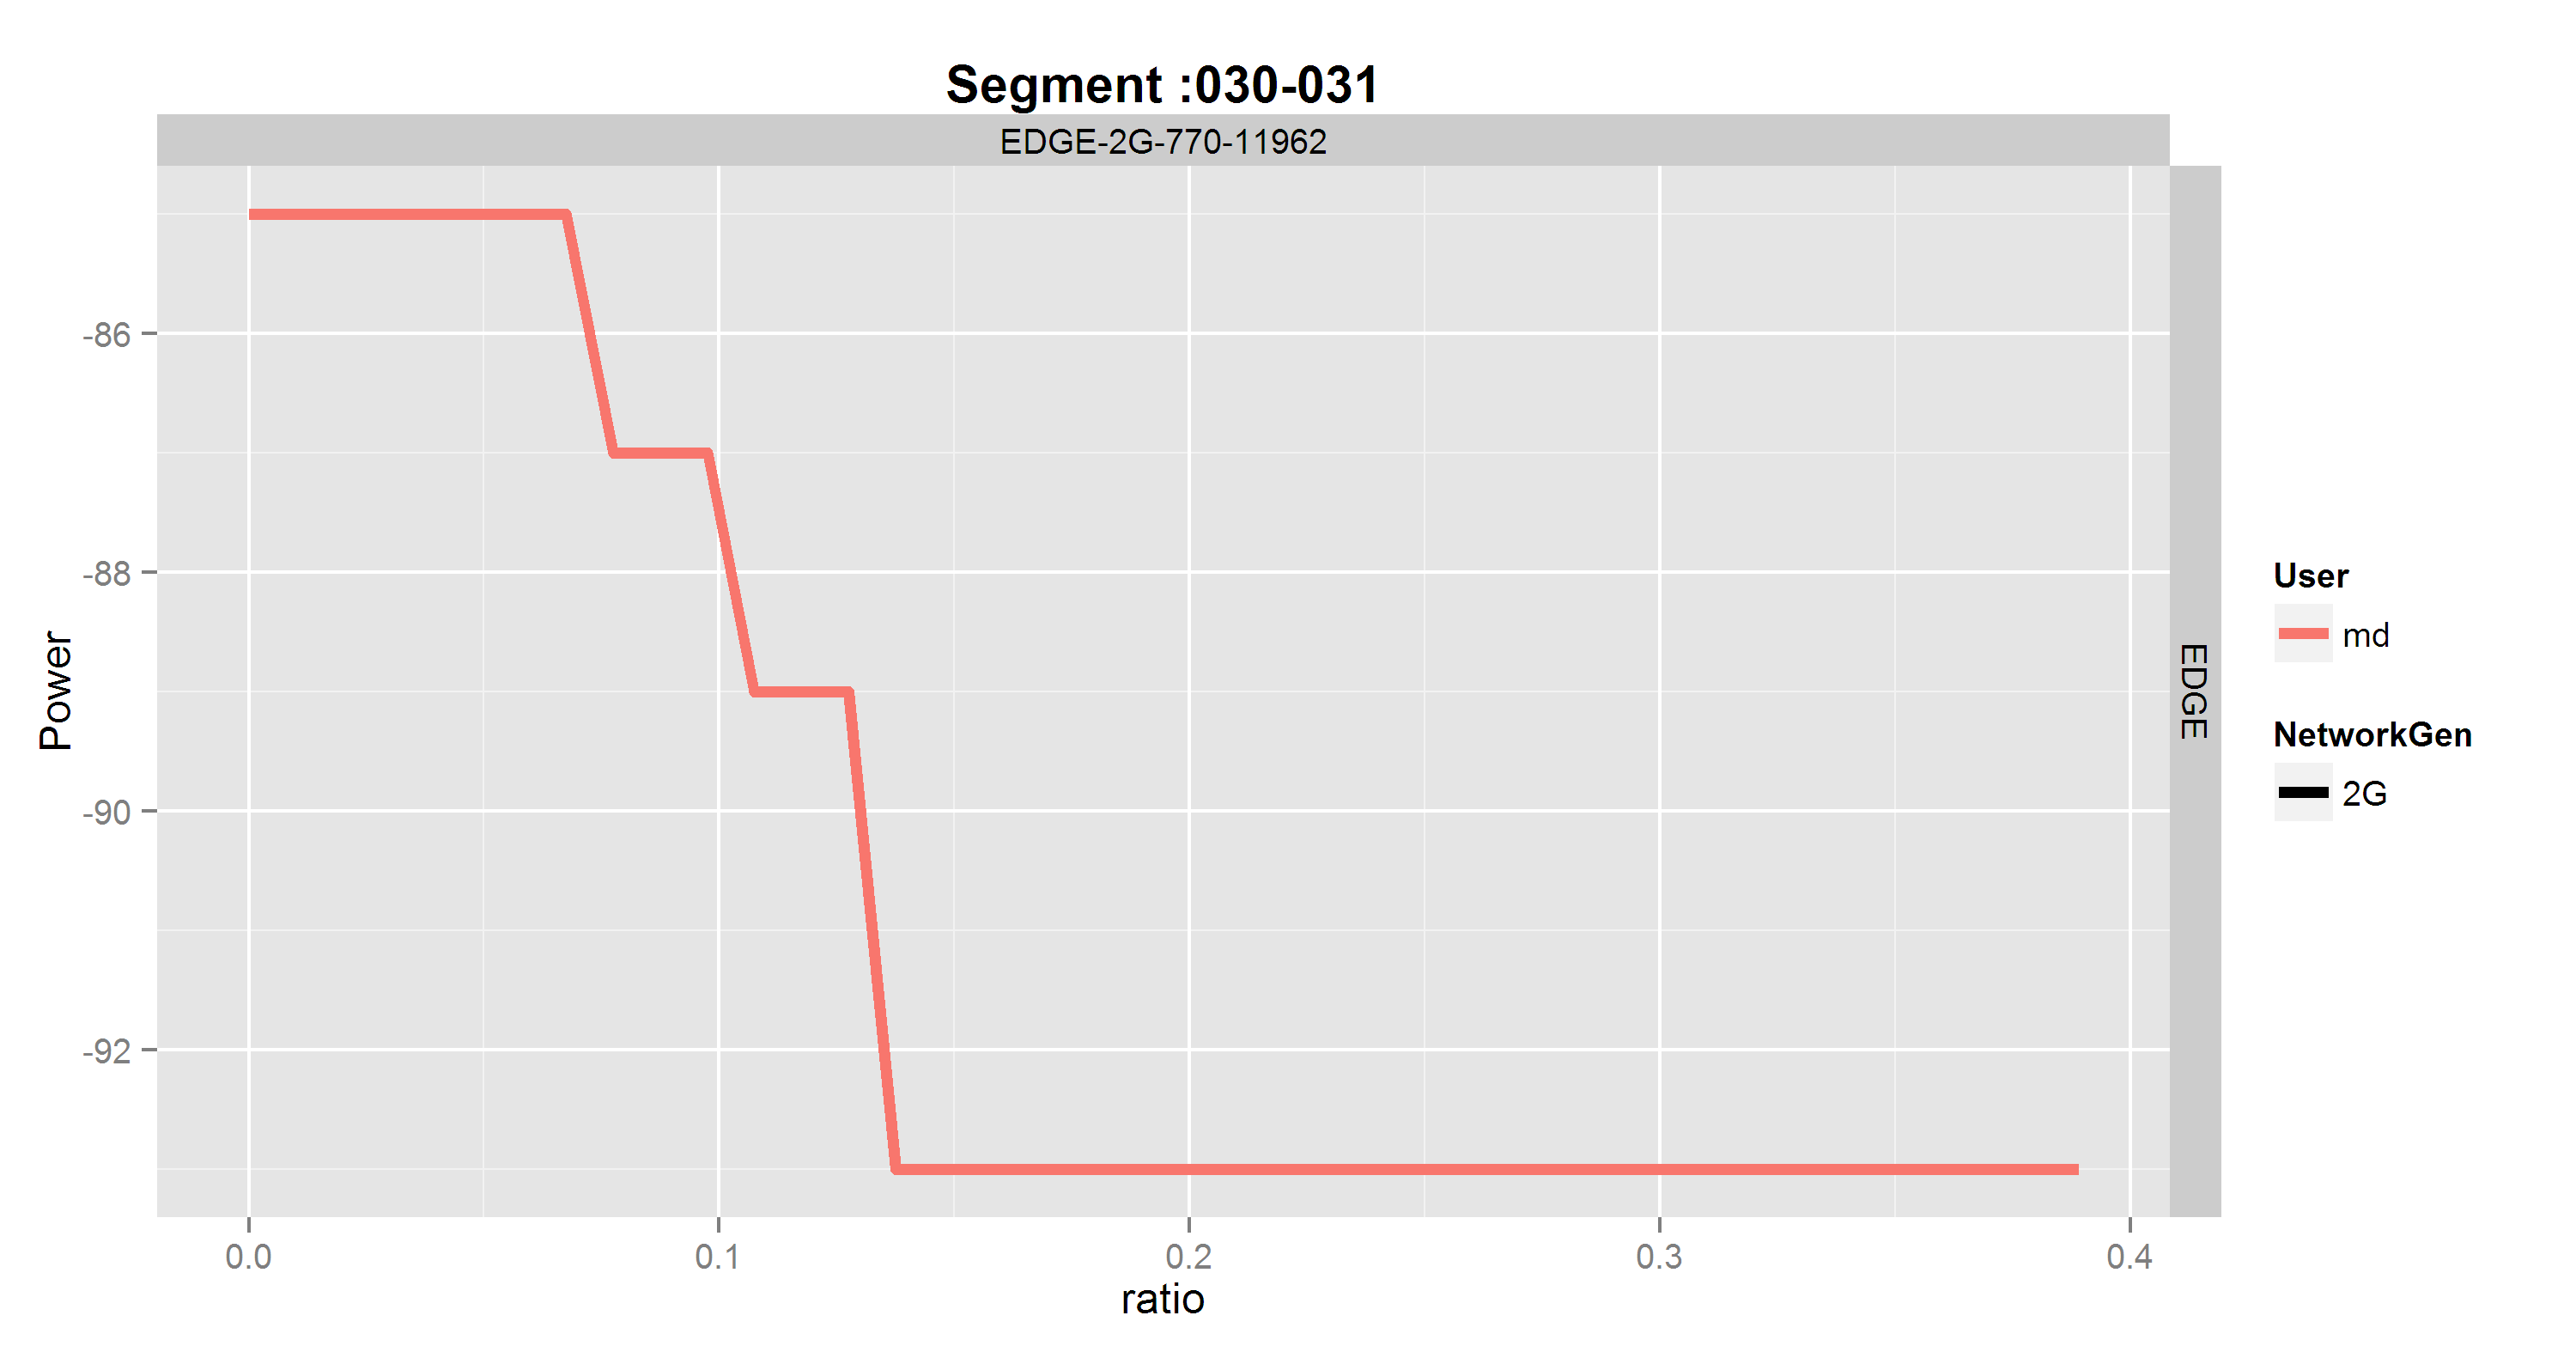 Segment :030-031
EDGE-2G-770-11962
EDGE
Power
-86
-88
-90
-92
0.0
0.1
0.2
0.3
0.4
ratio
User
md
NetworkGen
2G